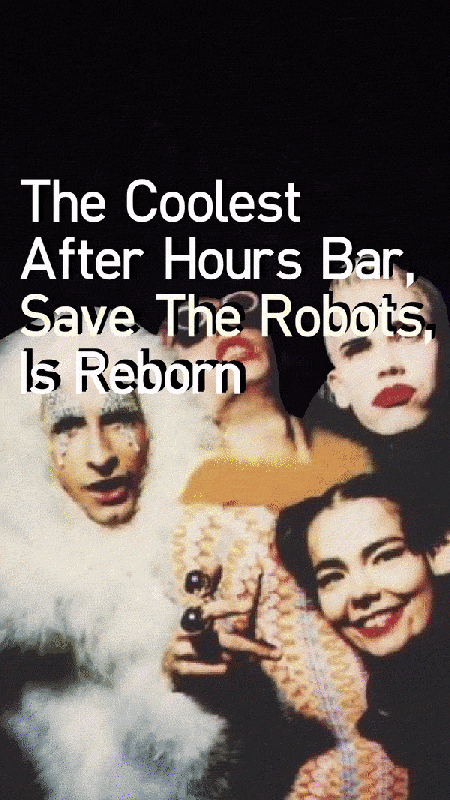 The Coolest
After Hours Bar,
Save The Robots,
Is Reborn